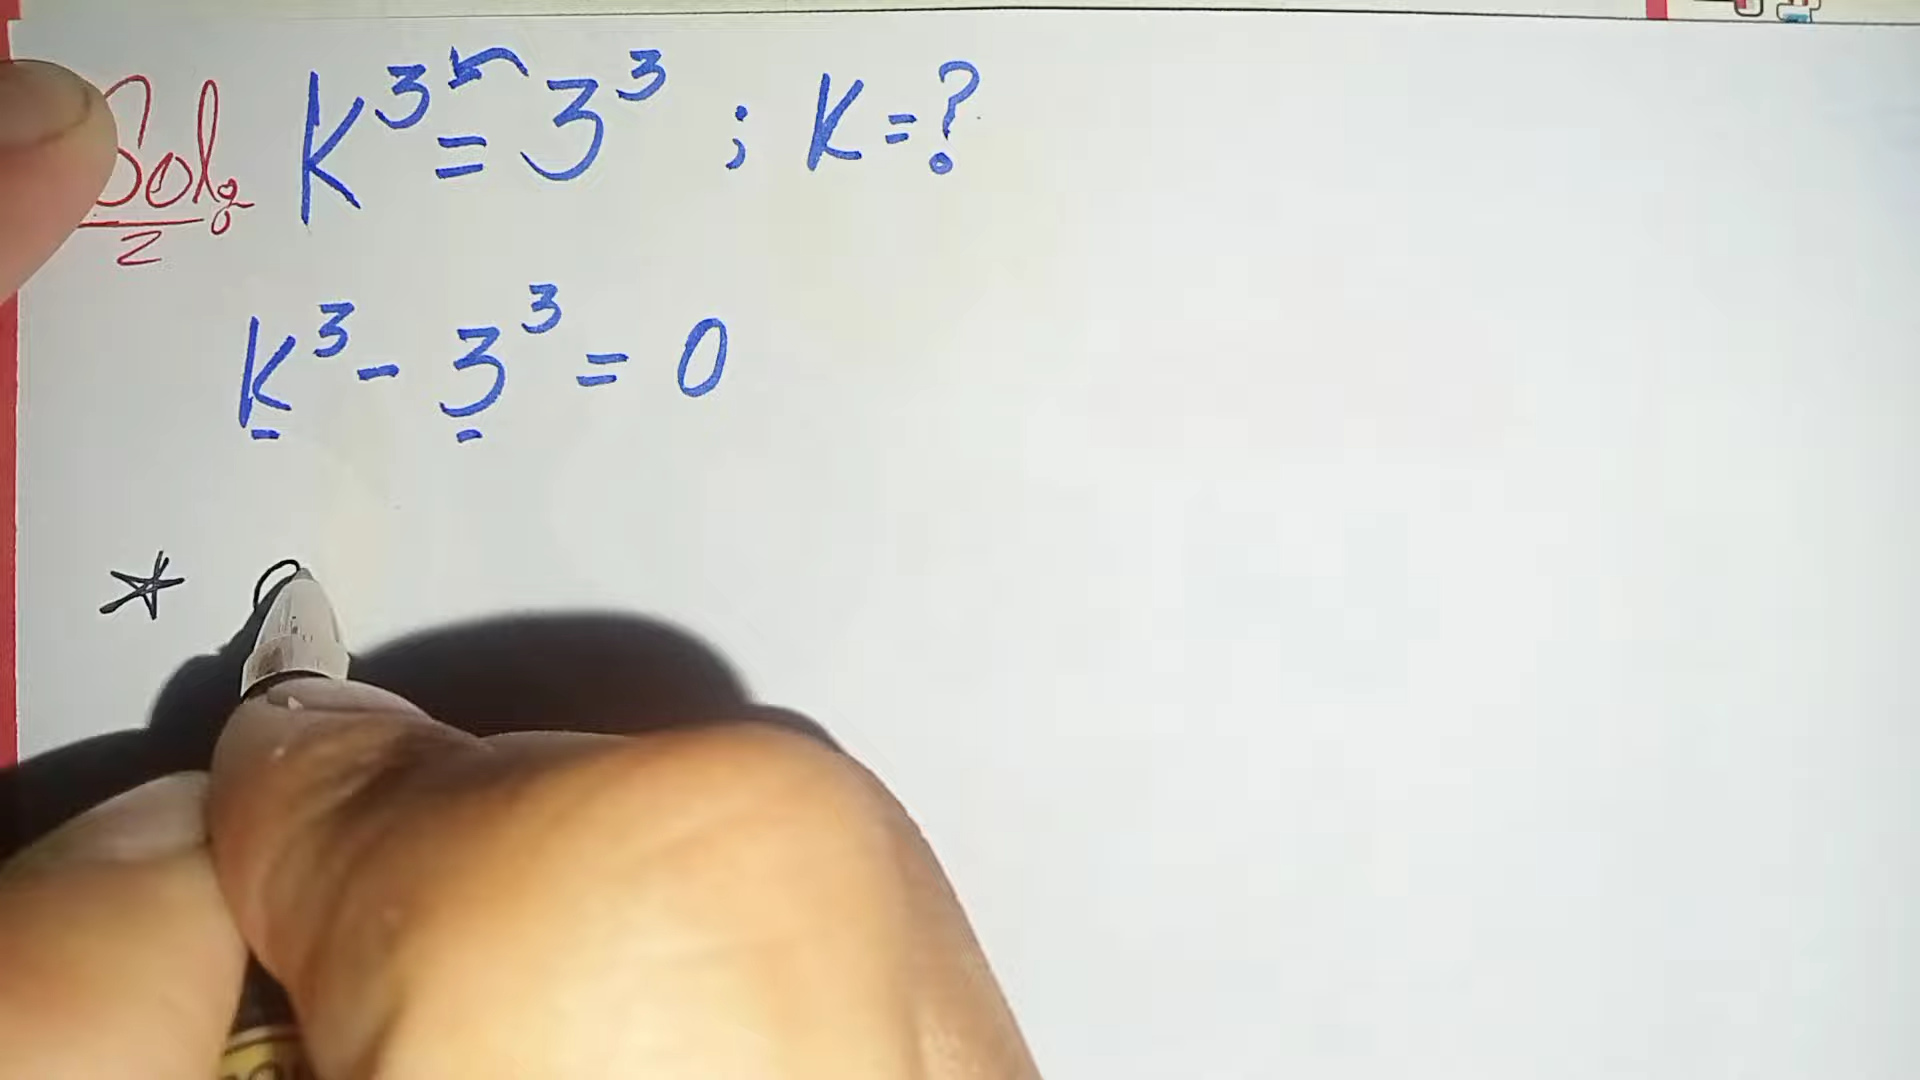 Sol
K³ = 3³ ; K = ?
K³ - 3³ = 0
*